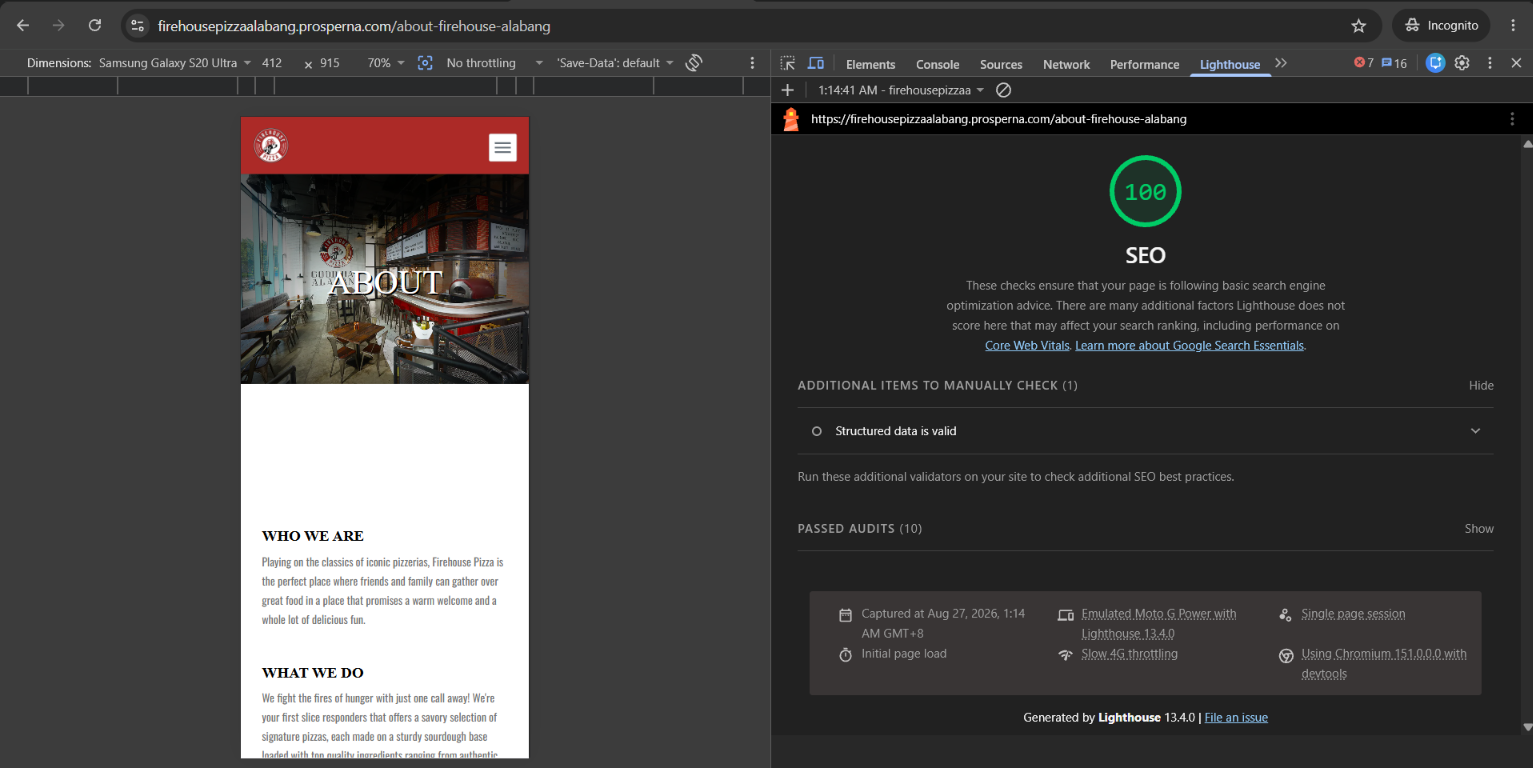 firehousepizzaalabang.prosperna.com/about-firehouse-alabang
Incognito
Dimensions: Samsung Galaxy S20 Ultra
412 x 915
70%
No throttling
'Save-Data': default
Elements
Console
Sources
Network
Performance
Lighthouse
7
16
1:14:41 AM - firehousepizzaa
https://firehousepizzaalabang.prosperna.com/about-firehouse-alabang
FIREHOUSE
PIZZA
ABOUT
WHO WE ARE
Playing on the classics of iconic pizzerias, Firehouse Pizza is
the perfect place where friends and family can gather over
great food in a place that promises a warm welcome and a
whole lot of delicious fun.
WHAT WE DO
We fight the fires of hunger with just one call away! We're
your first slice responders that offers a savory selection of
signature pizzas, each made on a sturdy sourdough base
loaded with top quality ingredients ranging from authentic
100
SEO
These checks ensure that your page is following basic search engine
optimization advice. There are many additional factors Lighthouse does not
score here that may affect your search ranking, including performance on
Core Web Vitals. Learn more about Google Search Essentials.
ADDITIONAL ITEMS TO MANUALLY CHECK (1)
Hide
Structured data is valid
Run these additional validators on your site to check additional SEO best practices.
PASSED AUDITS (10)
Show
Captured at Aug 27, 2026, 1:14
AM GMT+8
Emulated Moto G Power with
Lighthouse 13.4.0
Single page session
Initial page load
Slow 4G throttling
Using Chromium 151.0.0.0 with
devtools
Generated by Lighthouse 13.4.0 | File an issue